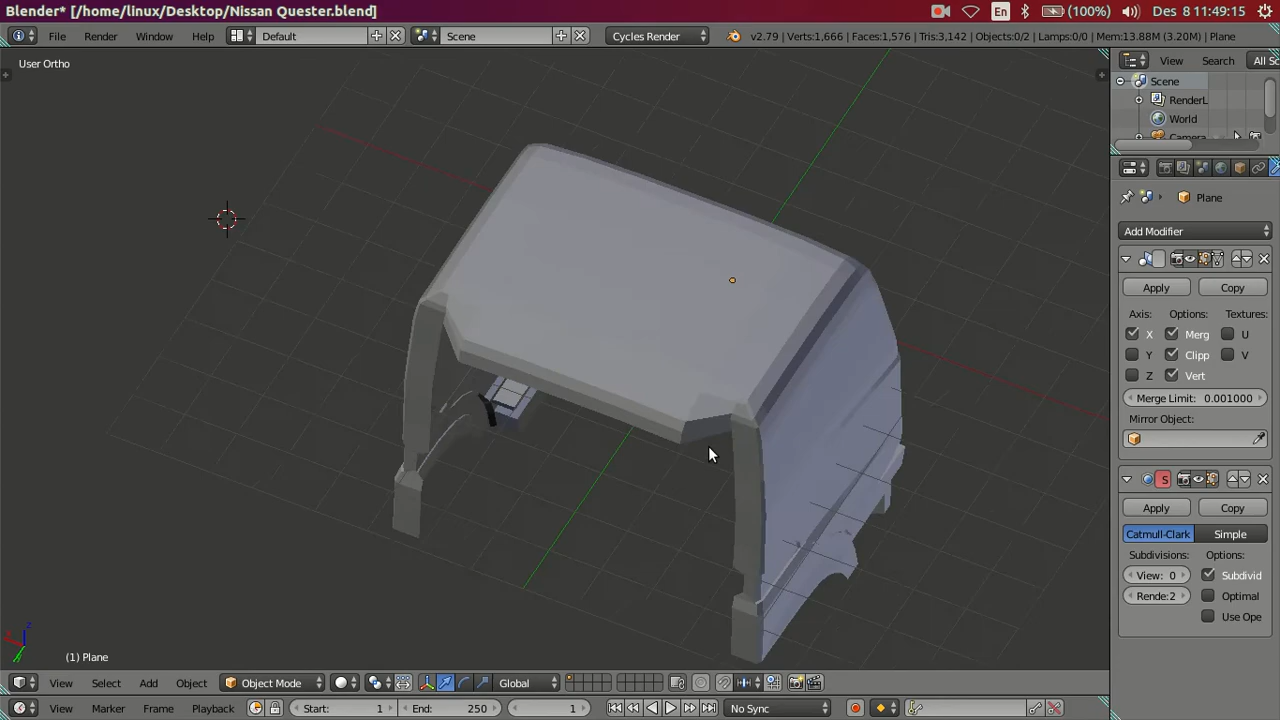 Blender* [/home/linux/Desktop/Nissan Quester.blend]
En (100%) Des 8 11:49:15
File Render Window Help Default Scene Cycles Render v2.79 | Verts:1,666 | Faces:1,576 | Tris:3,142 | Objects:0/2 | Lamps:0/0 | Mem:13.88M (3.20M) | Plane
User Ortho
View Search All Sc
Scene
RenderL
World
Camera
Plane
Add Modifier
Apply Copy
Axis: Options: Textures:
X Merg U
Y Clipp V
Z Vert
Merge Limit: 0.001000
Mirror Object:
S
Apply Copy
Catmull-Clark Simple
Subdivisions: Options:
View: 0 Subdivid
Rende:2 Optimal
Use Ope
x z y
(1) Plane
View Select Add Object Object Mode Global
View Marker Frame Playback Start: 1 End: 250 1 No Sync